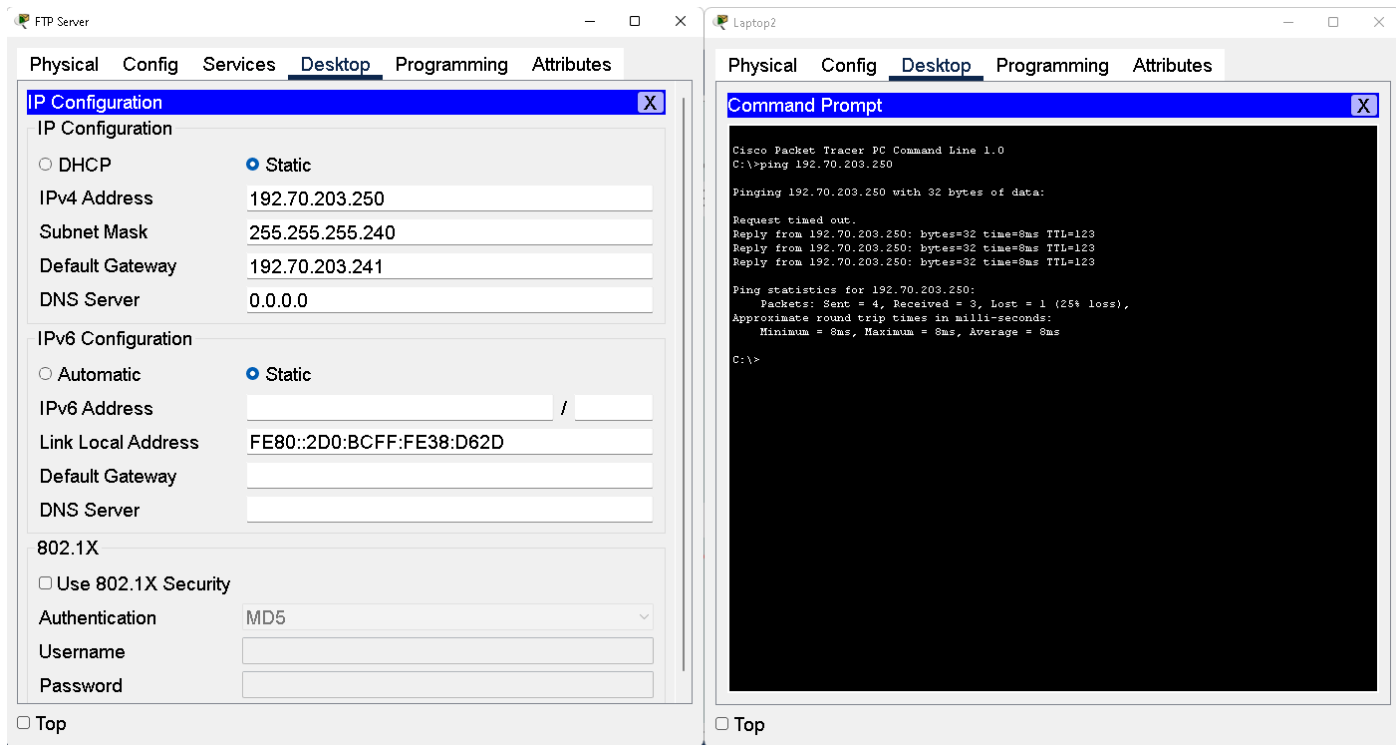 FTP Server
Physical Config Services Desktop Programming Attributes
IP Configuration X
IP Configuration
DHCP Static
IPv4 Address 192.70.203.250
Subnet Mask 255.255.255.240
Default Gateway 192.70.203.241
DNS Server 0.0.0.0
IPv6 Configuration
Automatic Static
IPv6 Address /
Link Local Address FE80::2D0:BCFF:FE38:D62D
Default Gateway
DNS Server
802.1X
Use 802.1X Security
Authentication MD5
Username
Password
Top
Laptop2
Physical Config Desktop Programming Attributes
Command Prompt X
Cisco Packet Tracer PC Command Line 1.0
C:\>ping 192.70.203.250
Pinging 192.70.203.250 with 32 bytes of data:
Request timed out.
Reply from 192.70.203.250: bytes=32 time=8ms TTL=123
Reply from 192.70.203.250: bytes=32 time=8ms TTL=123
Reply from 192.70.203.250: bytes=32 time=8ms TTL=123
Ping statistics for 192.70.203.250:
Packets: Sent = 4, Received = 3, Lost = 1 (25% loss),
Approximate round trip times in milli-seconds:
Minimum = 8ms, Maximum = 8ms, Average = 8ms
C:\>
Top